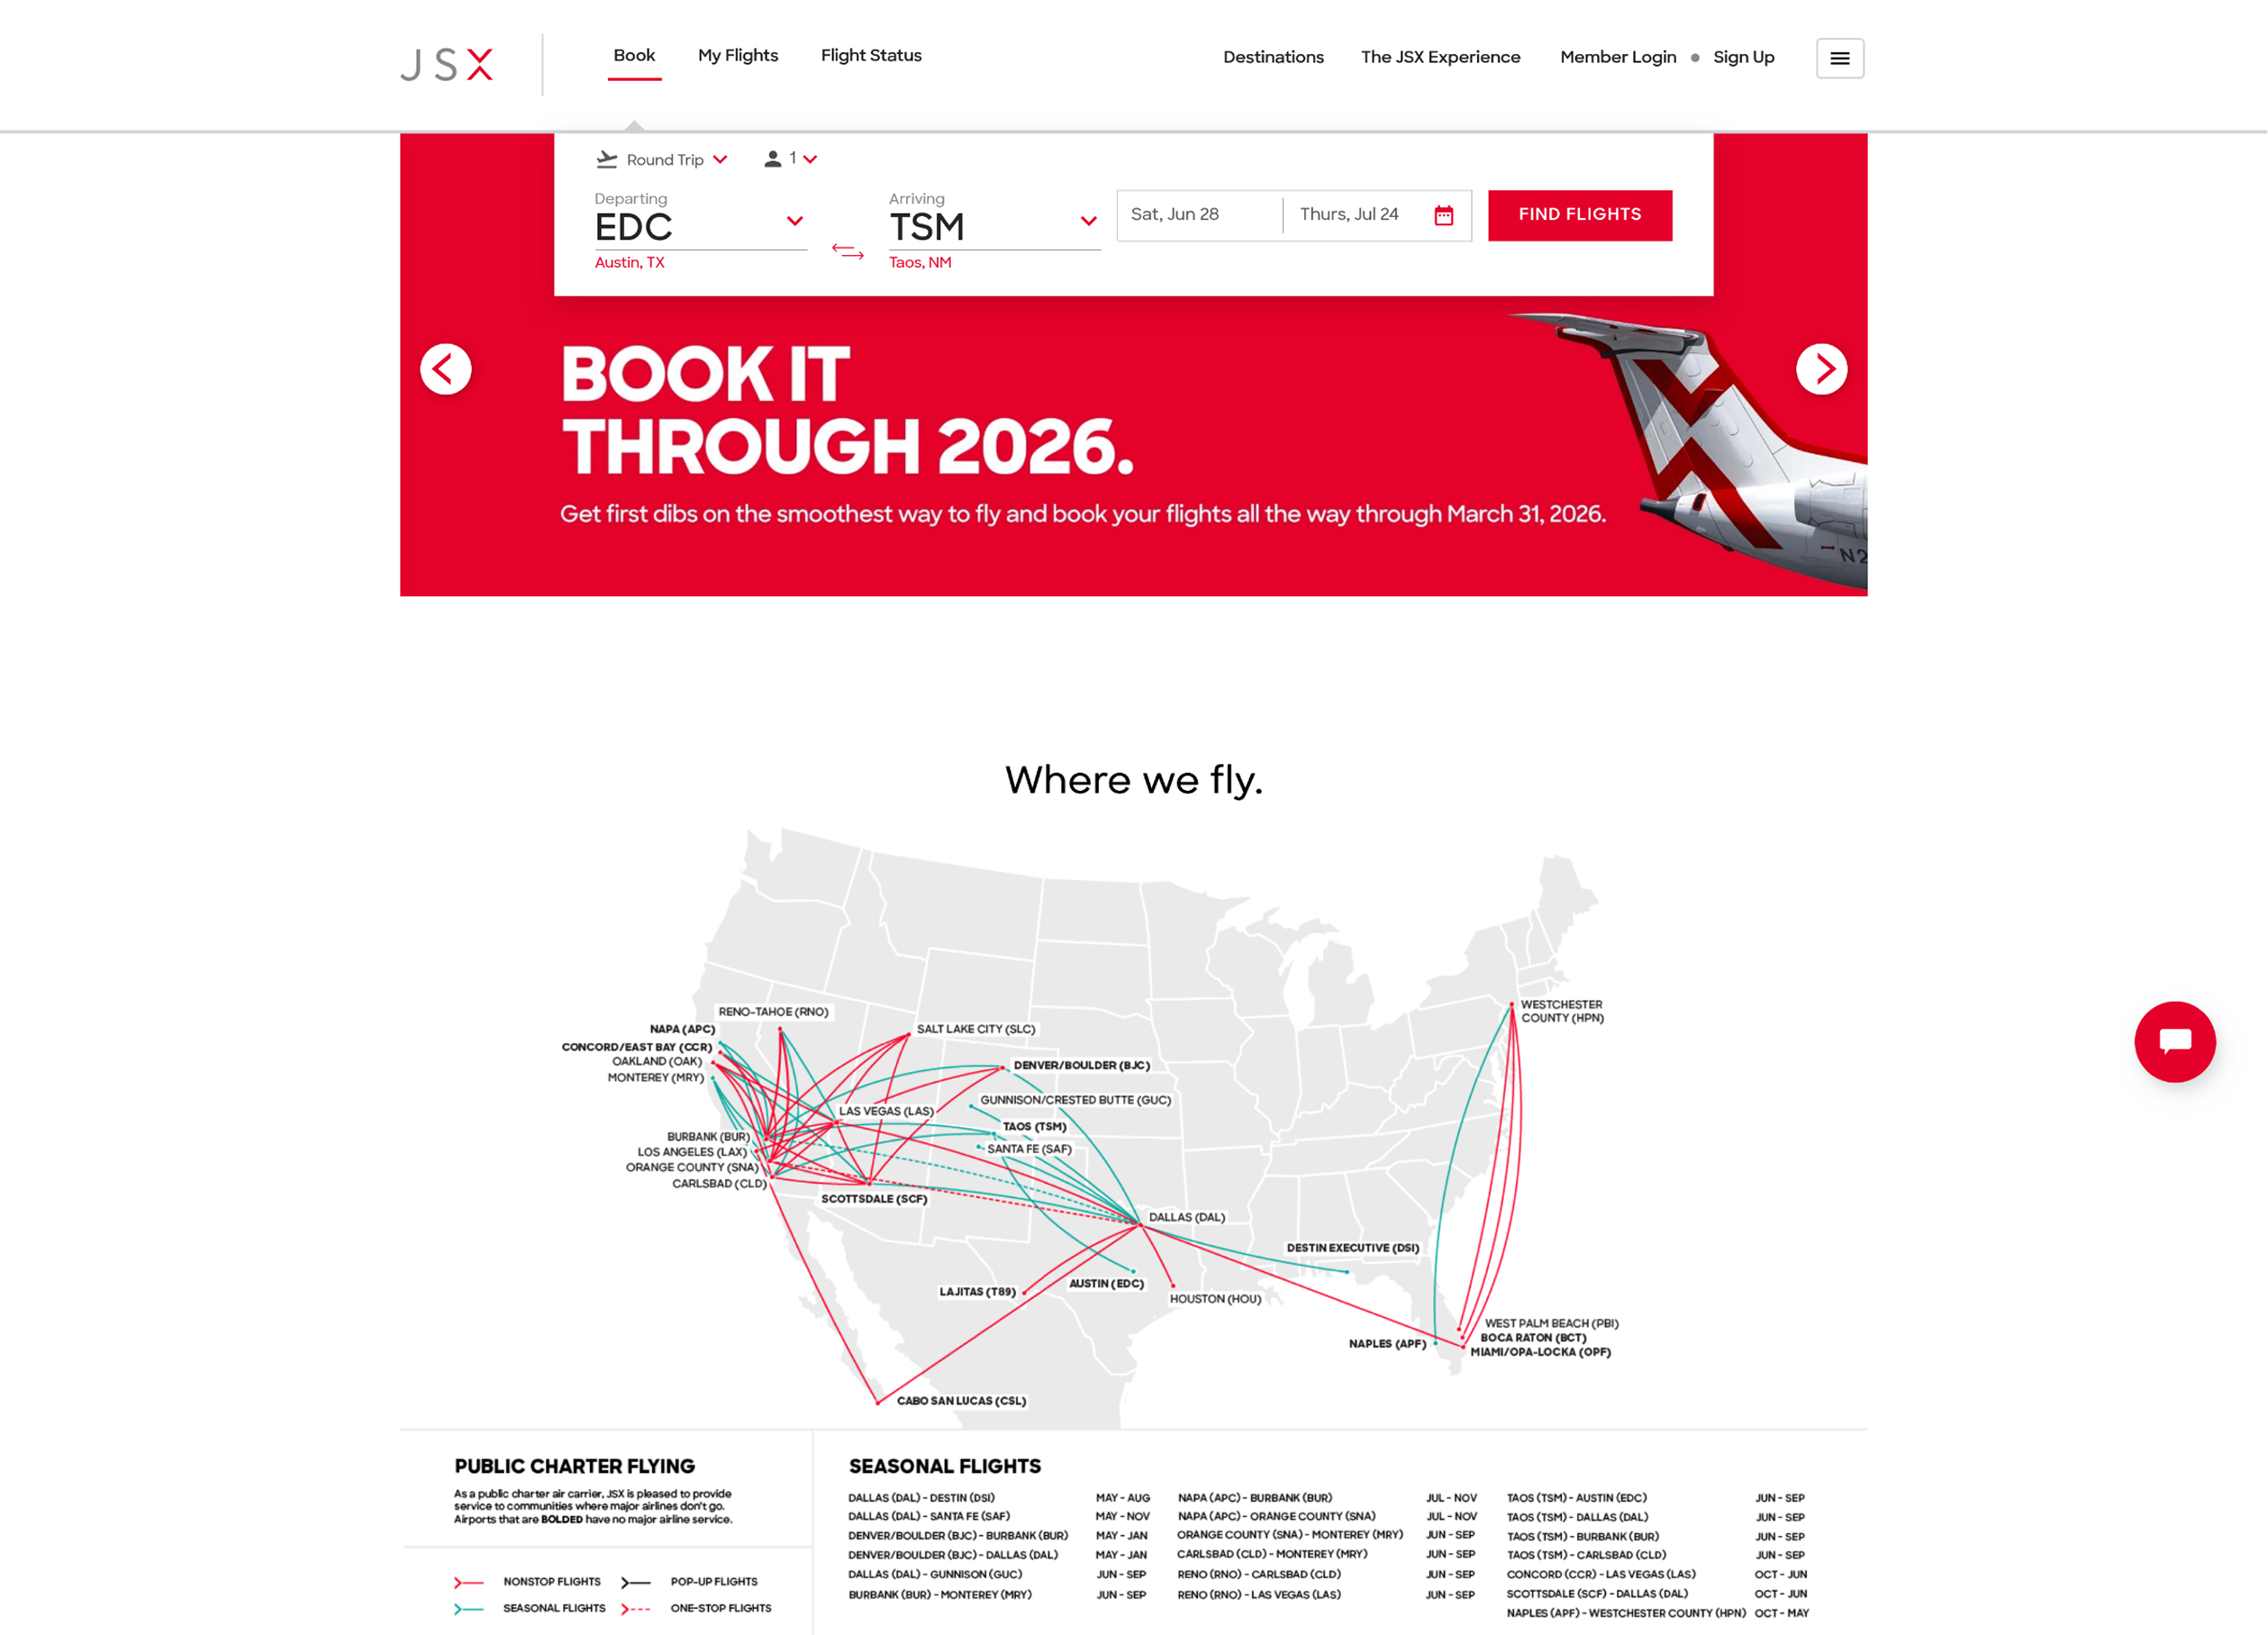 JSX
Book
My Flights
Flight Status
Destinations
The JSX Experience
Member Login • Sign Up
Round Trip
1
Departing
EDC
Austin, TX
Arriving
TSM
Taos, NM
Sat, Jun 28
Thurs, Jul 24
FIND FLIGHTS
BOOK IT
THROUGH 2026.
Get first dibs on the smoothest way to fly and book your flights all the way through March 31, 2026.
N2
Where we fly.
RENO-TAHOE (RNO)
NAPA (APC)
CONCORD/EAST BAY (CCR)
OAKLAND (OAK)
MONTEREY (MRY)
SALT LAKE CITY (SLC)
DENVER/BOULDER (BJC)
GUNNISON/CRESTED BUTTE (GUC)
LAS VEGAS (LAS)
TAOS (TSM)
SANTA FE (SAF)
BURBANK (BUR)
LOS ANGELES (LAX)
ORANGE COUNTY (SNA)
CARLSBAD (CLD)
SCOTTSDALE (SCF)
WESTCHESTER
COUNTY (HPN)
DALLAS (DAL)
DESTIN EXECUTIVE (DSI)
AUSTIN (EDC)
LAJITAS (T89)
HOUSTON (HOU)
WEST PALM BEACH (PBI)
BOCA RATON (BCT)
MIAMI/OPA-LOCKA (OPF)
NAPLES (APF)
CABO SAN LUCAS (CSL)
PUBLIC CHARTER FLYING
As a public charter air carrier, JSX is pleased to provide
service to communities where major airlines don't go.
Airports that are BOLDED have no major airline service.
NONSTOP FLIGHTS
POP-UP FLIGHTS
SEASONAL FLIGHTS
ONE-STOP FLIGHTS
SEASONAL FLIGHTS
DALLAS (DAL) - DESTIN (DSI) MAY - AUG
DALLAS (DAL) - SANTA FE (SAF) MAY - NOV
DENVER/BOULDER (BJC) - BURBANK (BUR) MAY - JAN
DENVER/BOULDER (BJC) - DALLAS (DAL) MAY - JAN
DALLAS (DAL) - GUNNISON (GUC) JUN - SEP
BURBANK (BUR) - MONTEREY (MRY) JUN - SEP
NAPA (APC) - BURBANK (BUR) JUL - NOV
NAPA (APC) - ORANGE COUNTY (SNA) JUL - NOV
ORANGE COUNTY (SNA) - MONTEREY (MRY) JUN - SEP
CARLSBAD (CLD) - MONTEREY (MRY) JUN - SEP
RENO (RNO) - CARLSBAD (CLD) JUN - SEP
RENO (RNO) - LAS VEGAS (LAS) JUN - SEP
TAOS (TSM) - AUSTIN (EDC) JUN - SEP
TAOS (TSM) - DALLAS (DAL) JUN - SEP
TAOS (TSM) - BURBANK (BUR) JUN - SEP
TAOS (TSM) - CARLSBAD (CLD) JUN - SEP
CONCORD (CCR) - LAS VEGAS (LAS) OCT - JUN
SCOTTSDALE (SCF) - DALLAS (DAL) OCT - JUN
NAPLES (APF) - WESTCHESTER COUNTY (HPN) OCT - MAY